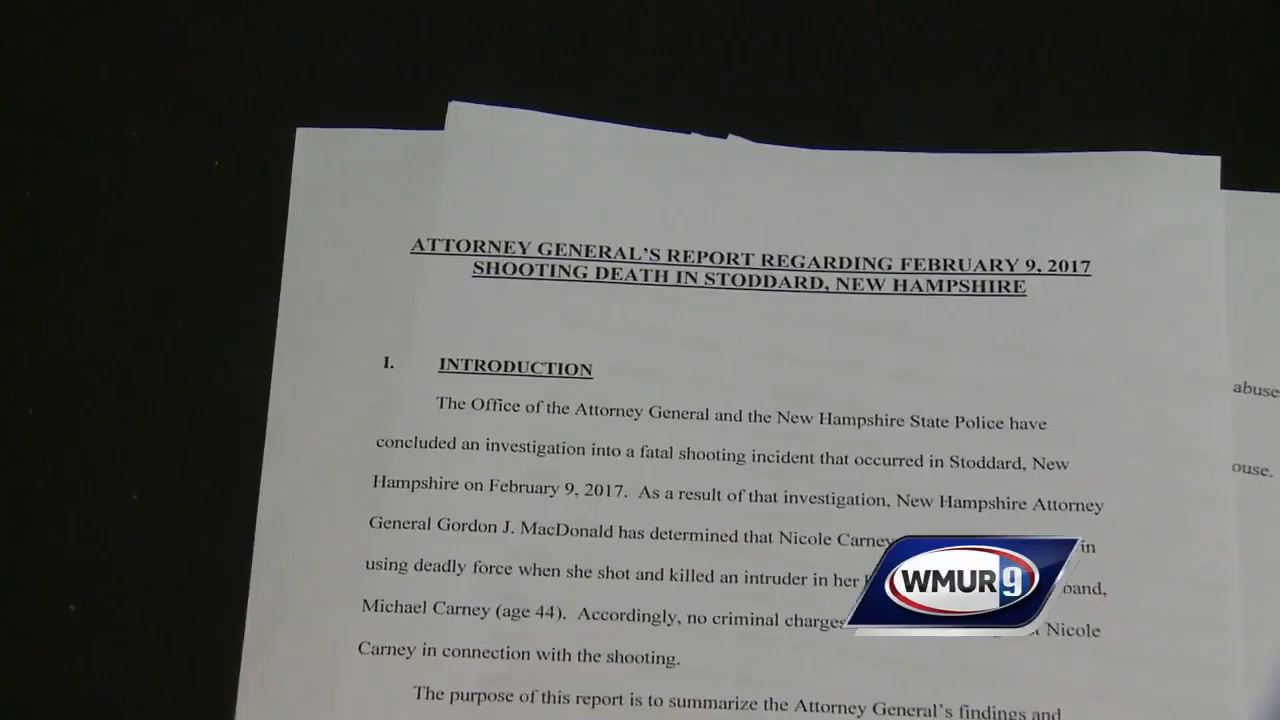 ATTORNEY GENERAL'S REPORT REGARDING FEBRUARY 9, 2017
SHOOTING DEATH IN STODDARD, NEW HAMPSHIRE
I. INTRODUCTION
The Office of the Attorney General and the New Hampshire State Police have
concluded an investigation into a fatal shooting incident that occurred in Stoddard, New
Hampshire on February 9, 2017. As a result of that investigation, New Hampshire Attorney
General Gordon J. MacDonald has determined that Nicole Carney in
using deadly force when she shot and killed an intruder in her
Michael Carney (age 44). Accordingly, no criminal charges Nicole
Carney in connection with the shooting.
The purpose of this report is to summarize the Attorney General's findings and
abuse
ouse.
WMUR 9